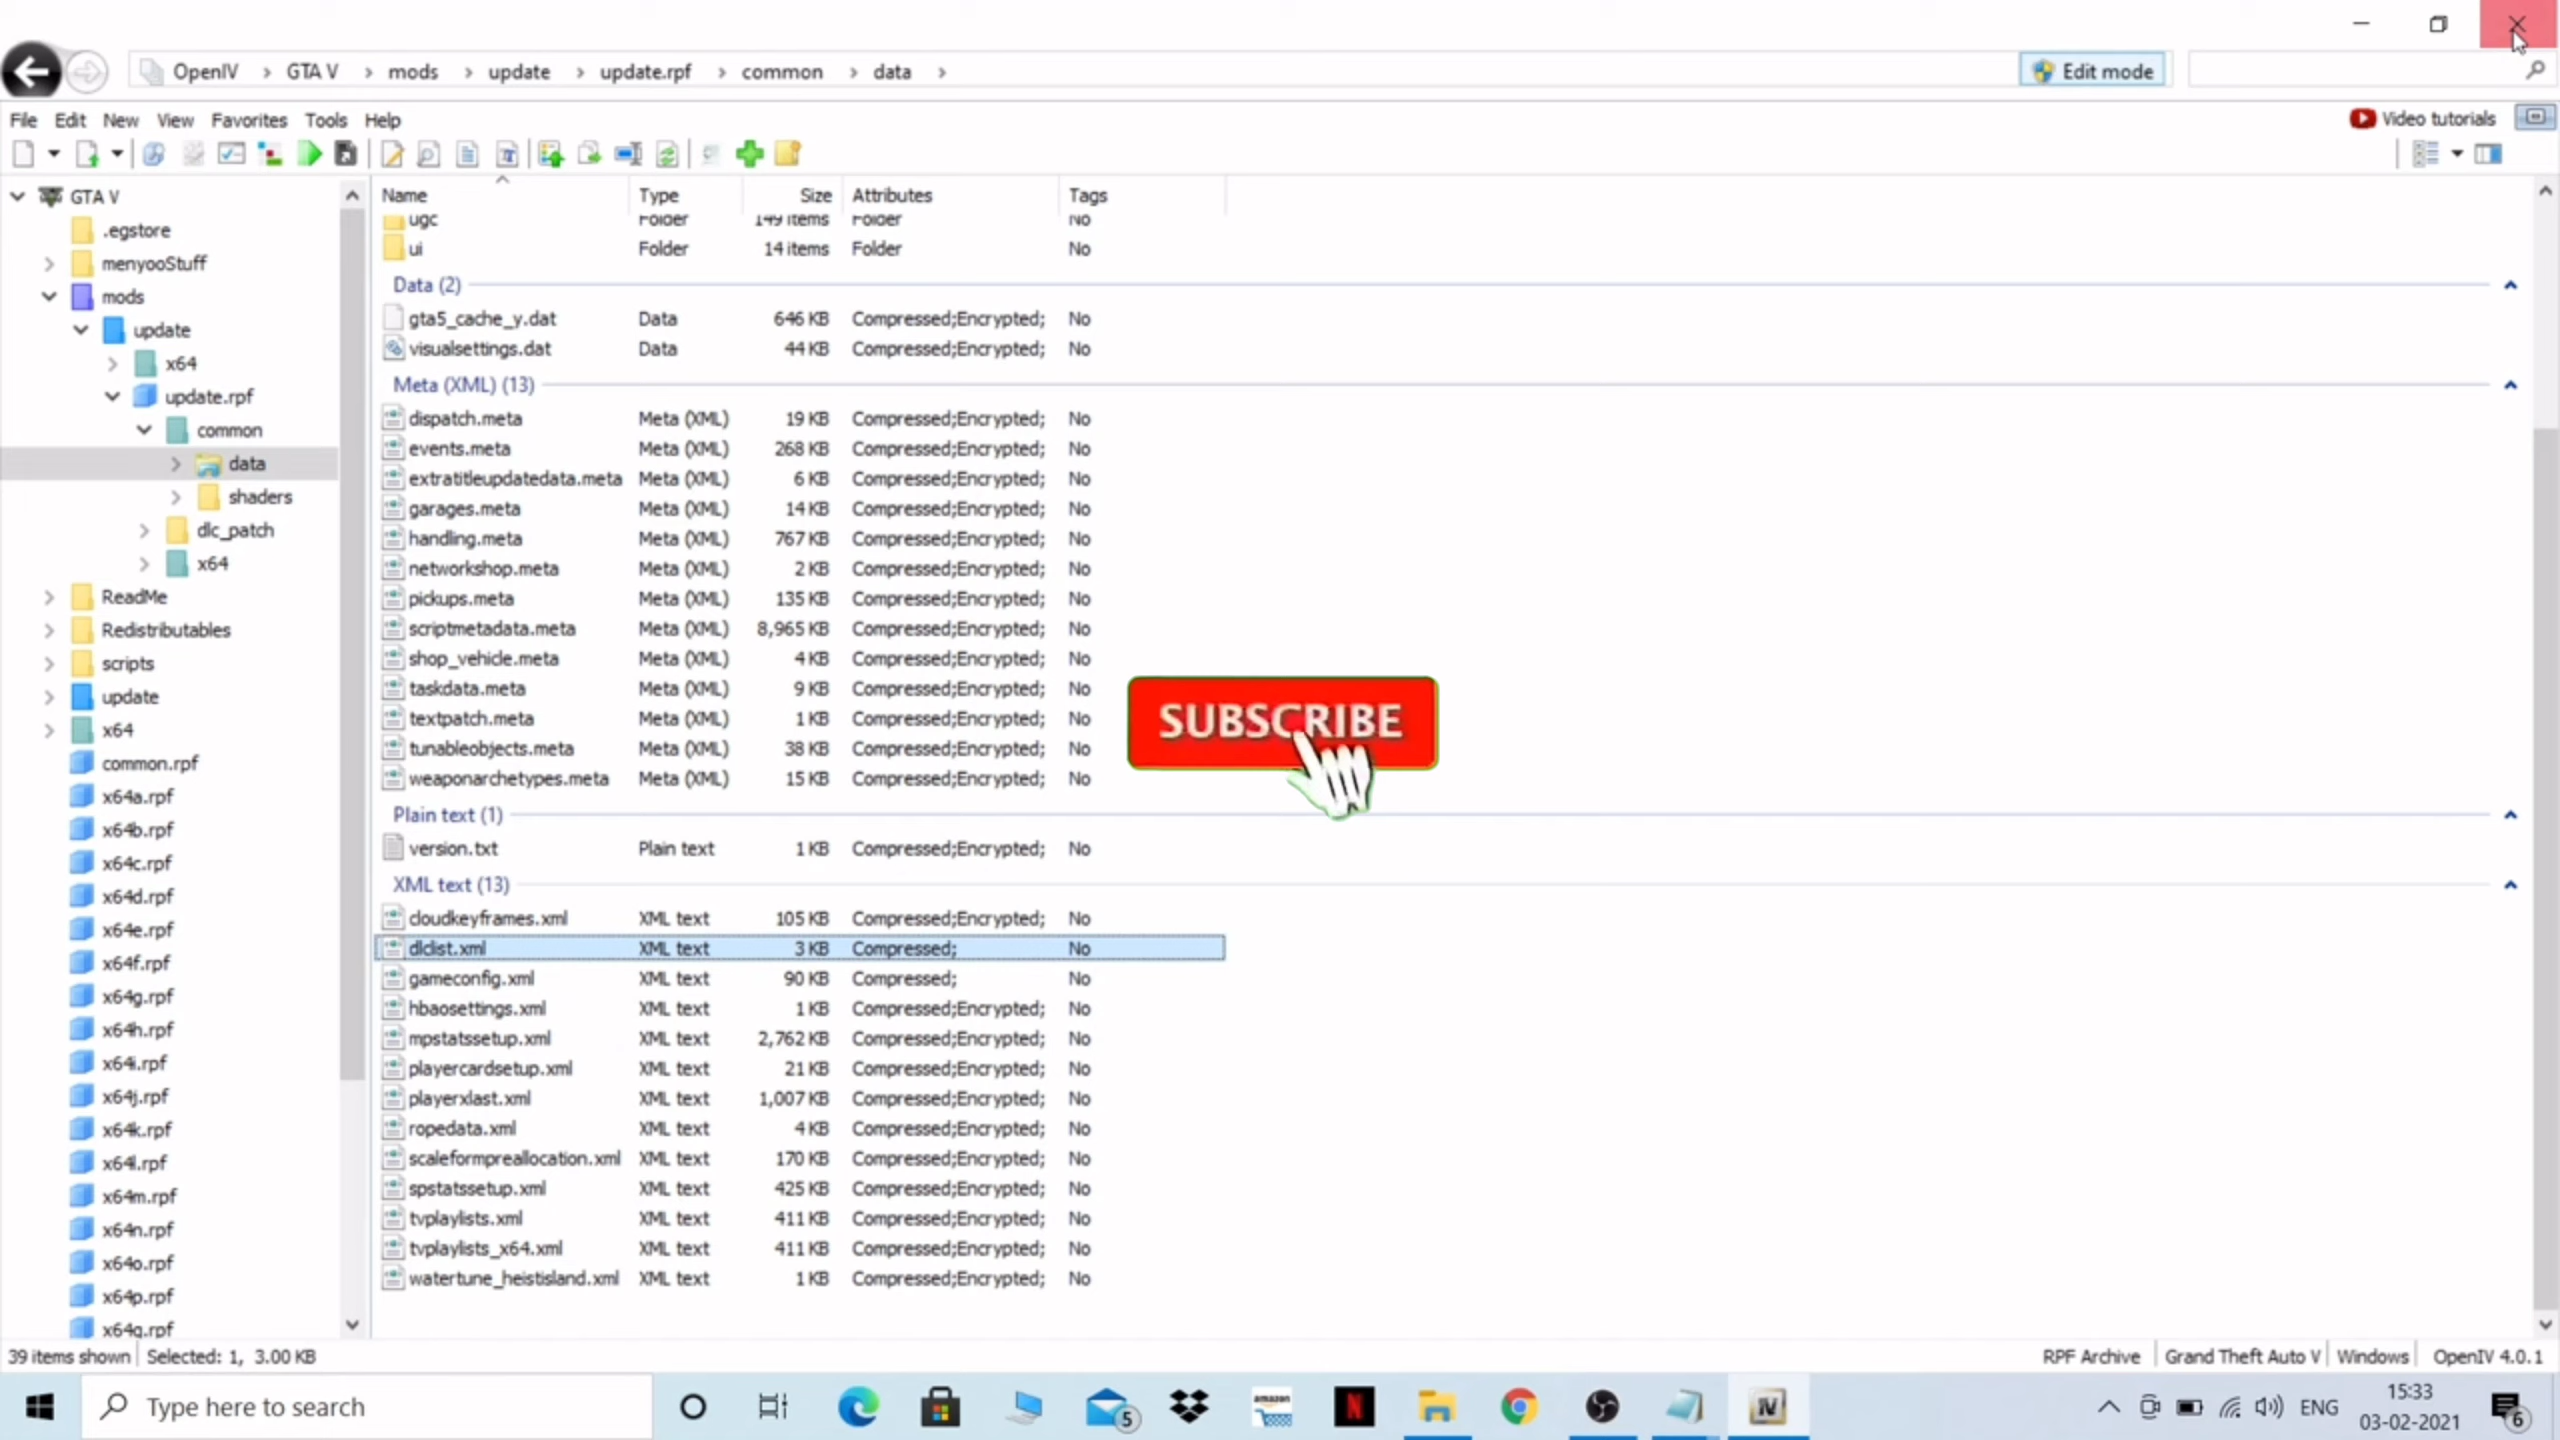 OpenIV > GTA V > mods > update > update.rpf > common > data >
Edit mode
File Edit New View Favorites Tools Help
Video tutorials
GTA V
.egstore
menyooStuff
mods
update
x64
update.rpf
common
data
shaders
dlc_patch
x64
ReadMe
Redistributables
scripts
update
x64
common.rpf
x64a.rpf
x64b.rpf
x64c.rpf
x64d.rpf
x64e.rpf
x64f.rpf
x64g.rpf
x64h.rpf
x64i.rpf
x64j.rpf
x64k.rpf
x64l.rpf
x64m.rpf
x64n.rpf
x64o.rpf
x64p.rpf
x64q.rpf
Name Type Size Attributes Tags
ugc Folder 149 items Folder No
ui Folder 14 items Folder No
Data (2)
gta5_cache_y.dat Data 646 KB Compressed;Encrypted; No
visualsettings.dat Data 44 KB Compressed;Encrypted; No
Meta (XML) (13)
dispatch.meta Meta (XML) 19 KB Compressed;Encrypted; No
events.meta Meta (XML) 268 KB Compressed;Encrypted; No
extratitleupdatedata.meta Meta (XML) 6 KB Compressed;Encrypted; No
garages.meta Meta (XML) 14 KB Compressed;Encrypted; No
handling.meta Meta (XML) 767 KB Compressed;Encrypted; No
networkshop.meta Meta (XML) 2 KB Compressed;Encrypted; No
pickups.meta Meta (XML) 135 KB Compressed;Encrypted; No
scriptmetadata.meta Meta (XML) 8,965 KB Compressed;Encrypted; No
shop_vehicle.meta Meta (XML) 4 KB Compressed;Encrypted; No
taskdata.meta Meta (XML) 9 KB Compressed;Encrypted; No
textpatch.meta Meta (XML) 1 KB Compressed;Encrypted; No
tunableobjects.meta Meta (XML) 38 KB Compressed;Encrypted; No
weaponarchetypes.meta Meta (XML) 15 KB Compressed;Encrypted; No
SUBSCRIBE
Plain text (1)
version.txt Plain text 1 KB Compressed;Encrypted; No
XML text (13)
cloudkeyframes.xml XML text 105 KB Compressed;Encrypted; No
dlclist.xml XML text 3 KB Compressed; No
gameconfig.xml XML text 90 KB Compressed; No
hbaosettings.xml XML text 1 KB Compressed;Encrypted; No
mpstatssetup.xml XML text 2,762 KB Compressed;Encrypted; No
playercardsetup.xml XML text 21 KB Compressed;Encrypted; No
playerxlast.xml XML text 1,007 KB Compressed;Encrypted; No
ropedata.xml XML text 4 KB Compressed;Encrypted; No
scaleformpreallocation.xml XML text 170 KB Compressed;Encrypted; No
spstatssetup.xml XML text 425 KB Compressed;Encrypted; No
tvplaylists.xml XML text 411 KB Compressed;Encrypted; No
tvplaylists_x64.xml XML text 411 KB Compressed;Encrypted; No
watertune_heistisland.xml XML text 1 KB Compressed;Encrypted; No
39 items shown Selected: 1, 3.00 KB
RPF Archive Grand Theft Auto V Windows OpenIV 4.0.1
Type here to search
5
amazon
N
IV
ENG
15:33
03-02-2021
6